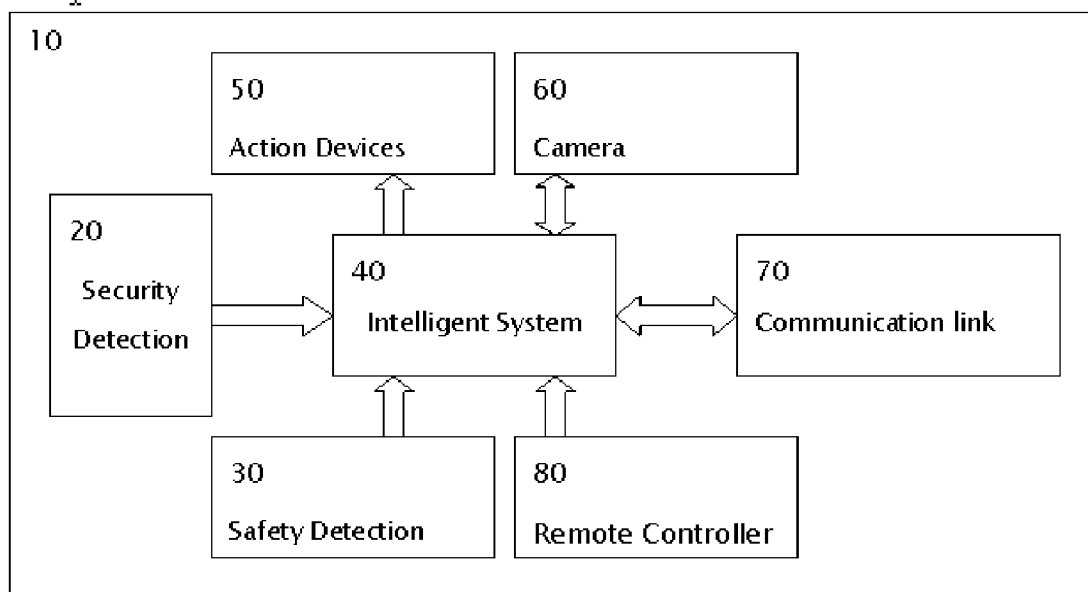 10
50
Action Devices
60
Camera
20
Security
Detection
40
Intelligent System
70
Communication link
30
Safety Detection
80
Remote Controller